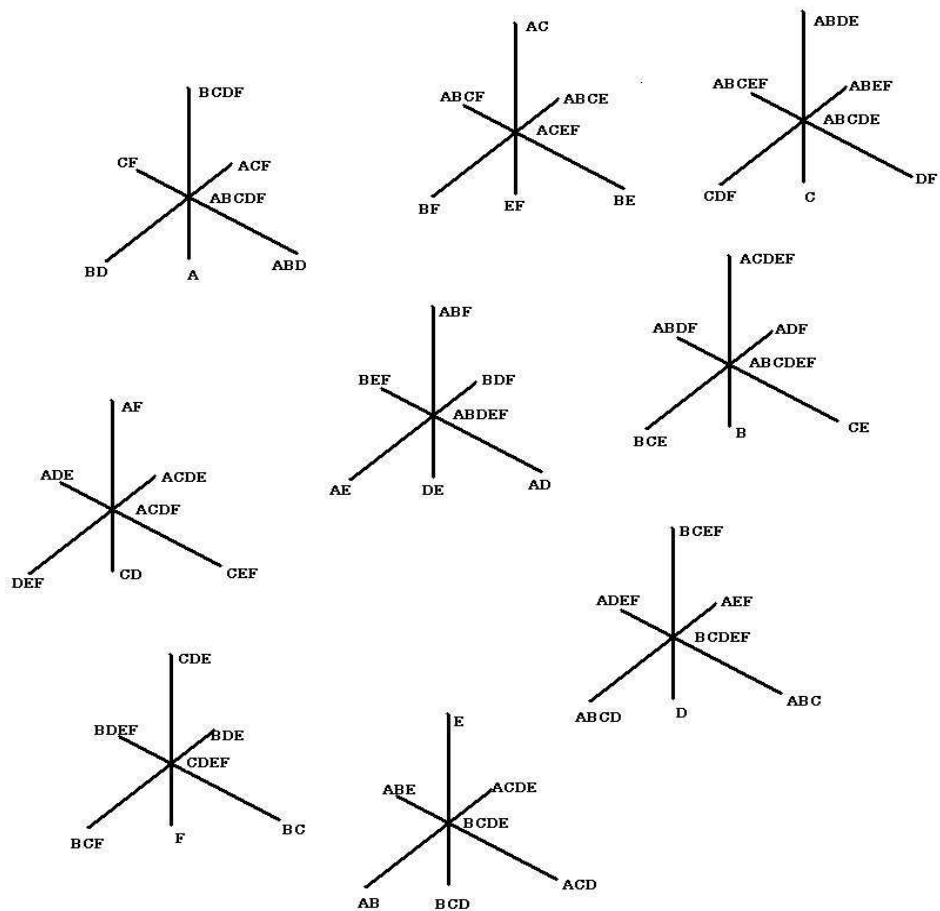 AC
ABCF
ABCE
ACEF
BF
EF
BE
ABDE
ABCEF
ABEF
ABCDE
CDF
C
DF
BCDF
CF
ACF
ABCDF
BD
A
ABD
ACDEF
ABDF
ADF
ABCDEF
BCE
B
CE
ABF
BEF
BDF
ABDEF
AE
DE
AD
AF
ADE
ACDE
ACDF
DEF
CD
CEF
BCEF
ADEF
AEF
BCDEF
ABCD
D
ABC
CDE
BDEF
BDE
CDEF
BCF
F
BC
E
ABE
ACDE
BCDE
AB
BCD
ACD